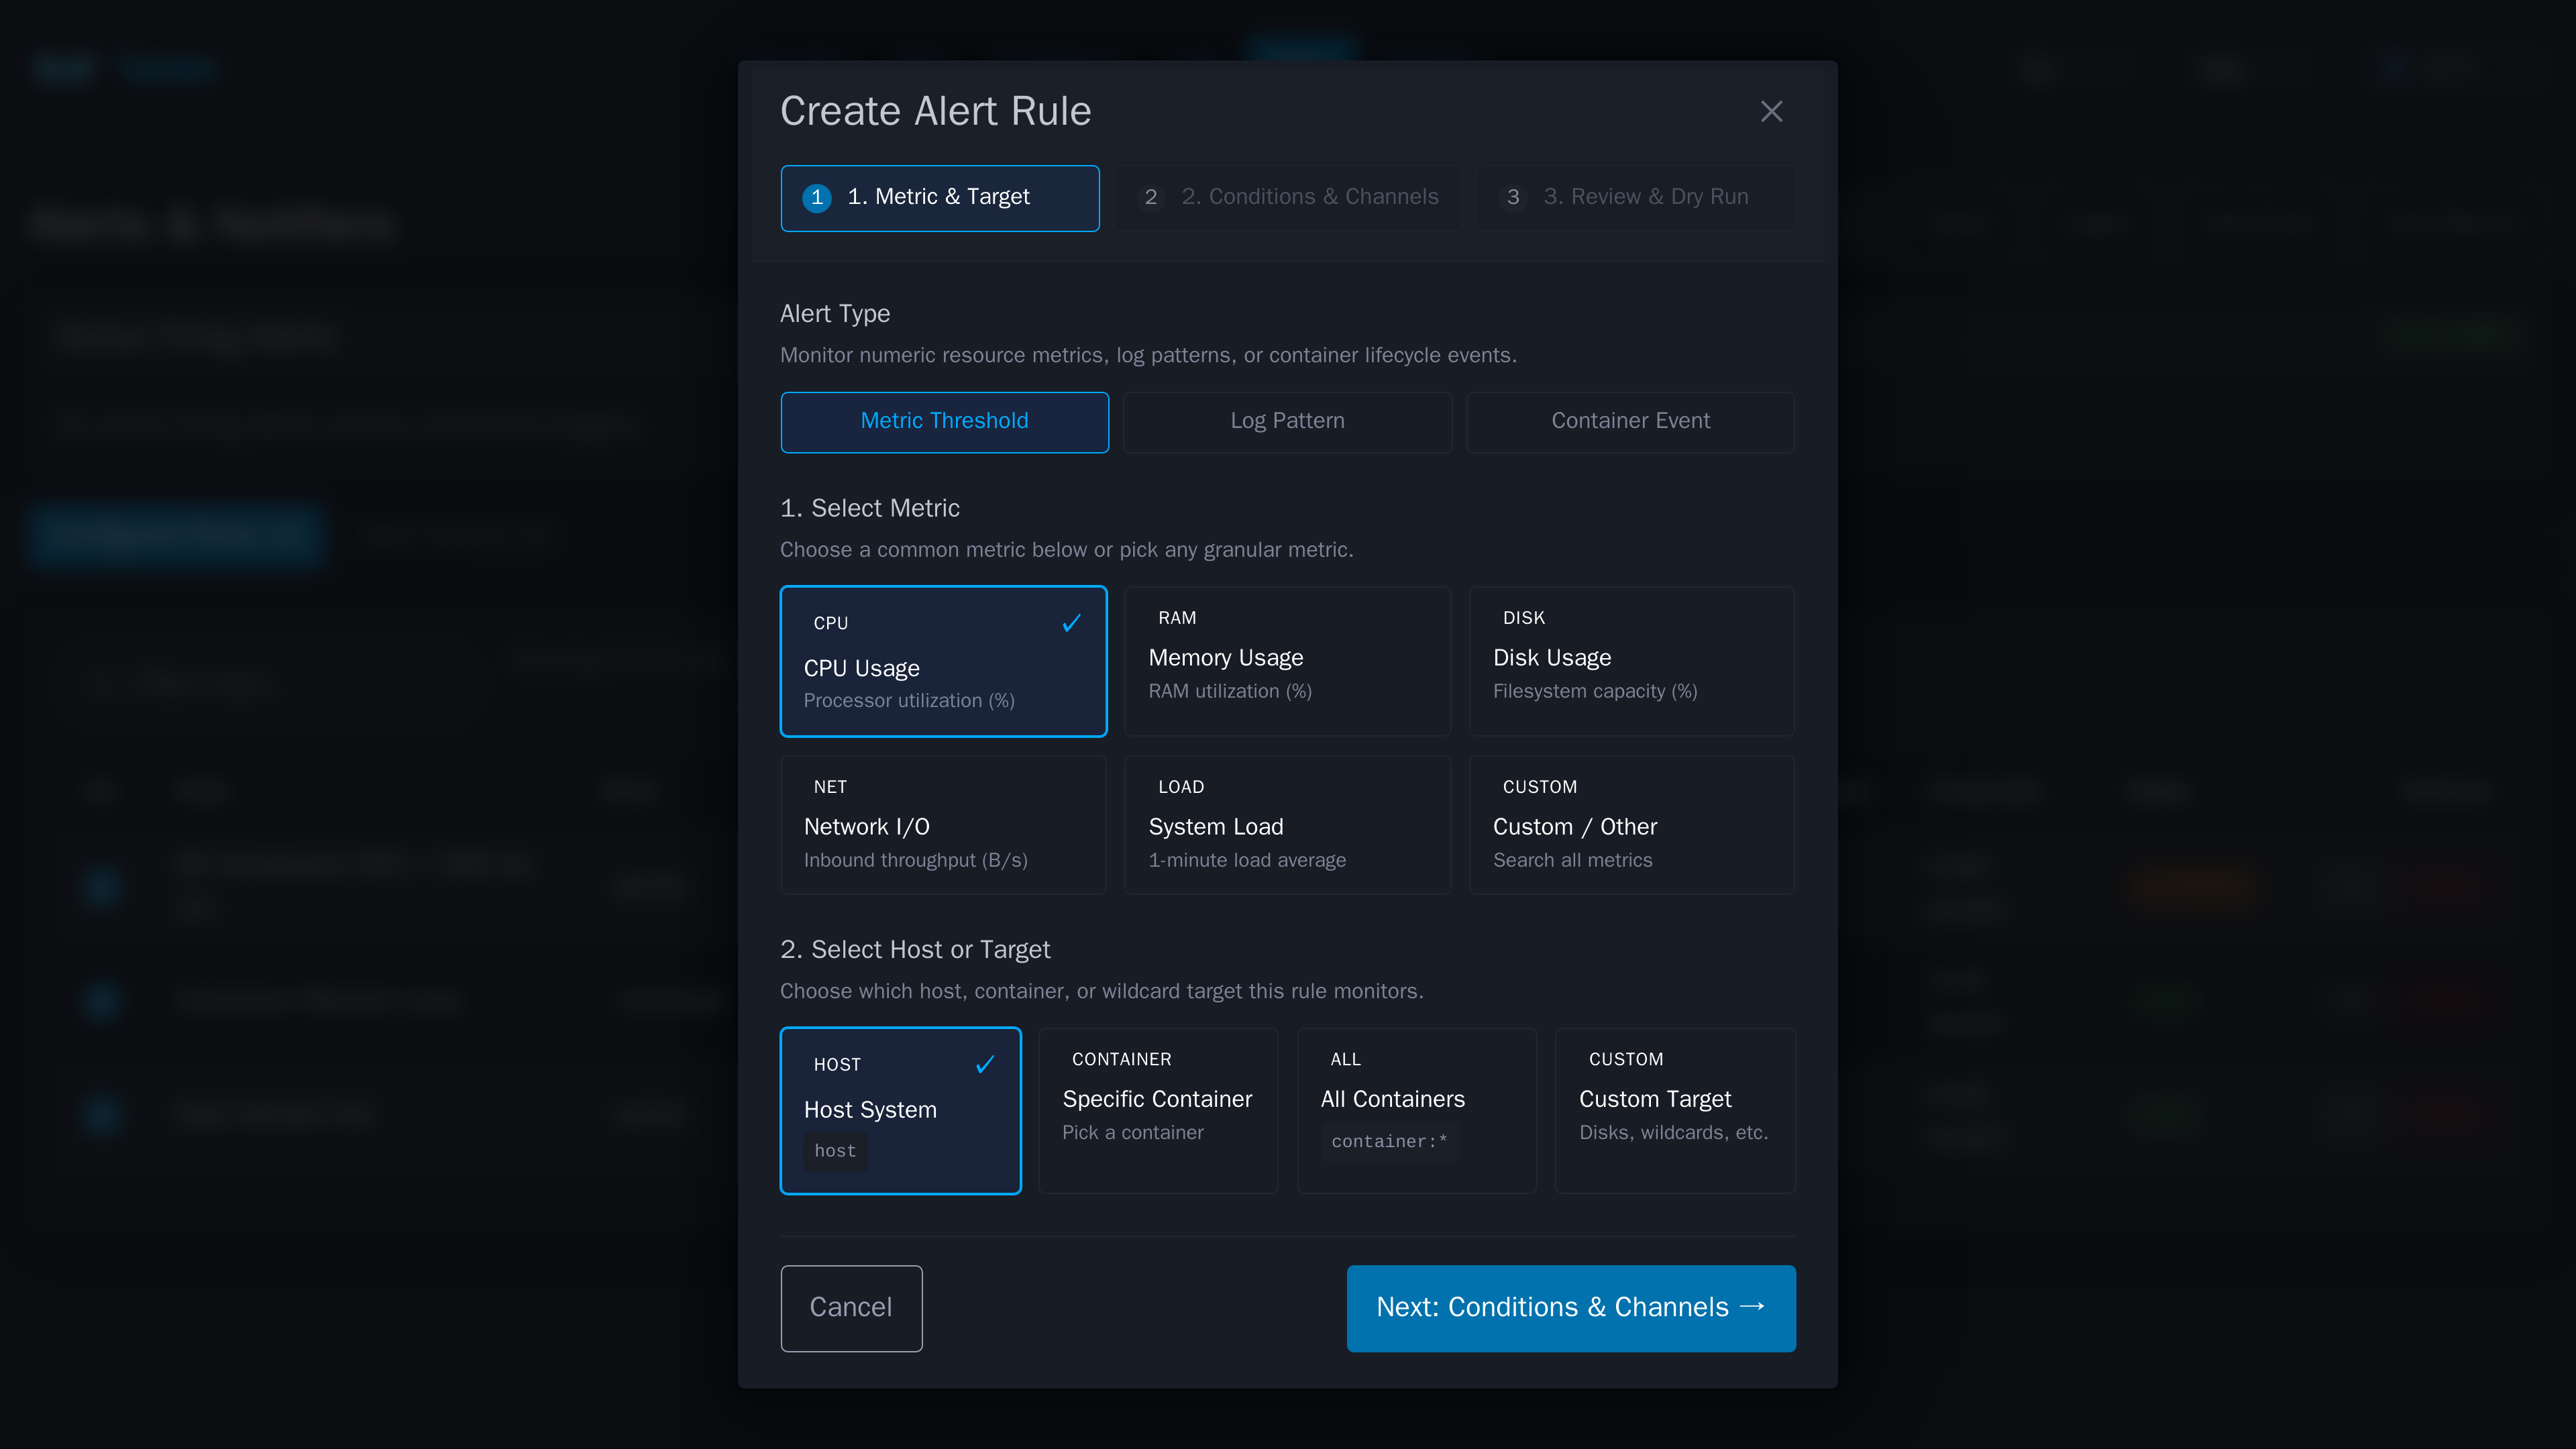 Create Alert Rule
1 1. Metric & Target
2 2. Conditions & Channels
3 3. Review & Dry Run
Alert Type
Monitor numeric resource metrics, log patterns, or container lifecycle events.
Metric Threshold
Log Pattern
Container Event
1. Select Metric
Choose a common metric below or pick any granular metric.
CPU
CPU Usage
Processor utilization (%)
RAM
Memory Usage
RAM utilization (%)
DISK
Disk Usage
Filesystem capacity (%)
NET
Network I/O
Inbound throughput (B/s)
LOAD
System Load
1-minute load average
CUSTOM
Custom / Other
Search all metrics
2. Select Host or Target
Choose which host, container, or wildcard target this rule monitors.
HOST
Host System
host
CONTAINER
Specific Container
Pick a container
ALL
All Containers
container:*
CUSTOM
Custom Target
Disks, wildcards, etc.
Cancel
Next: Conditions & Channels →